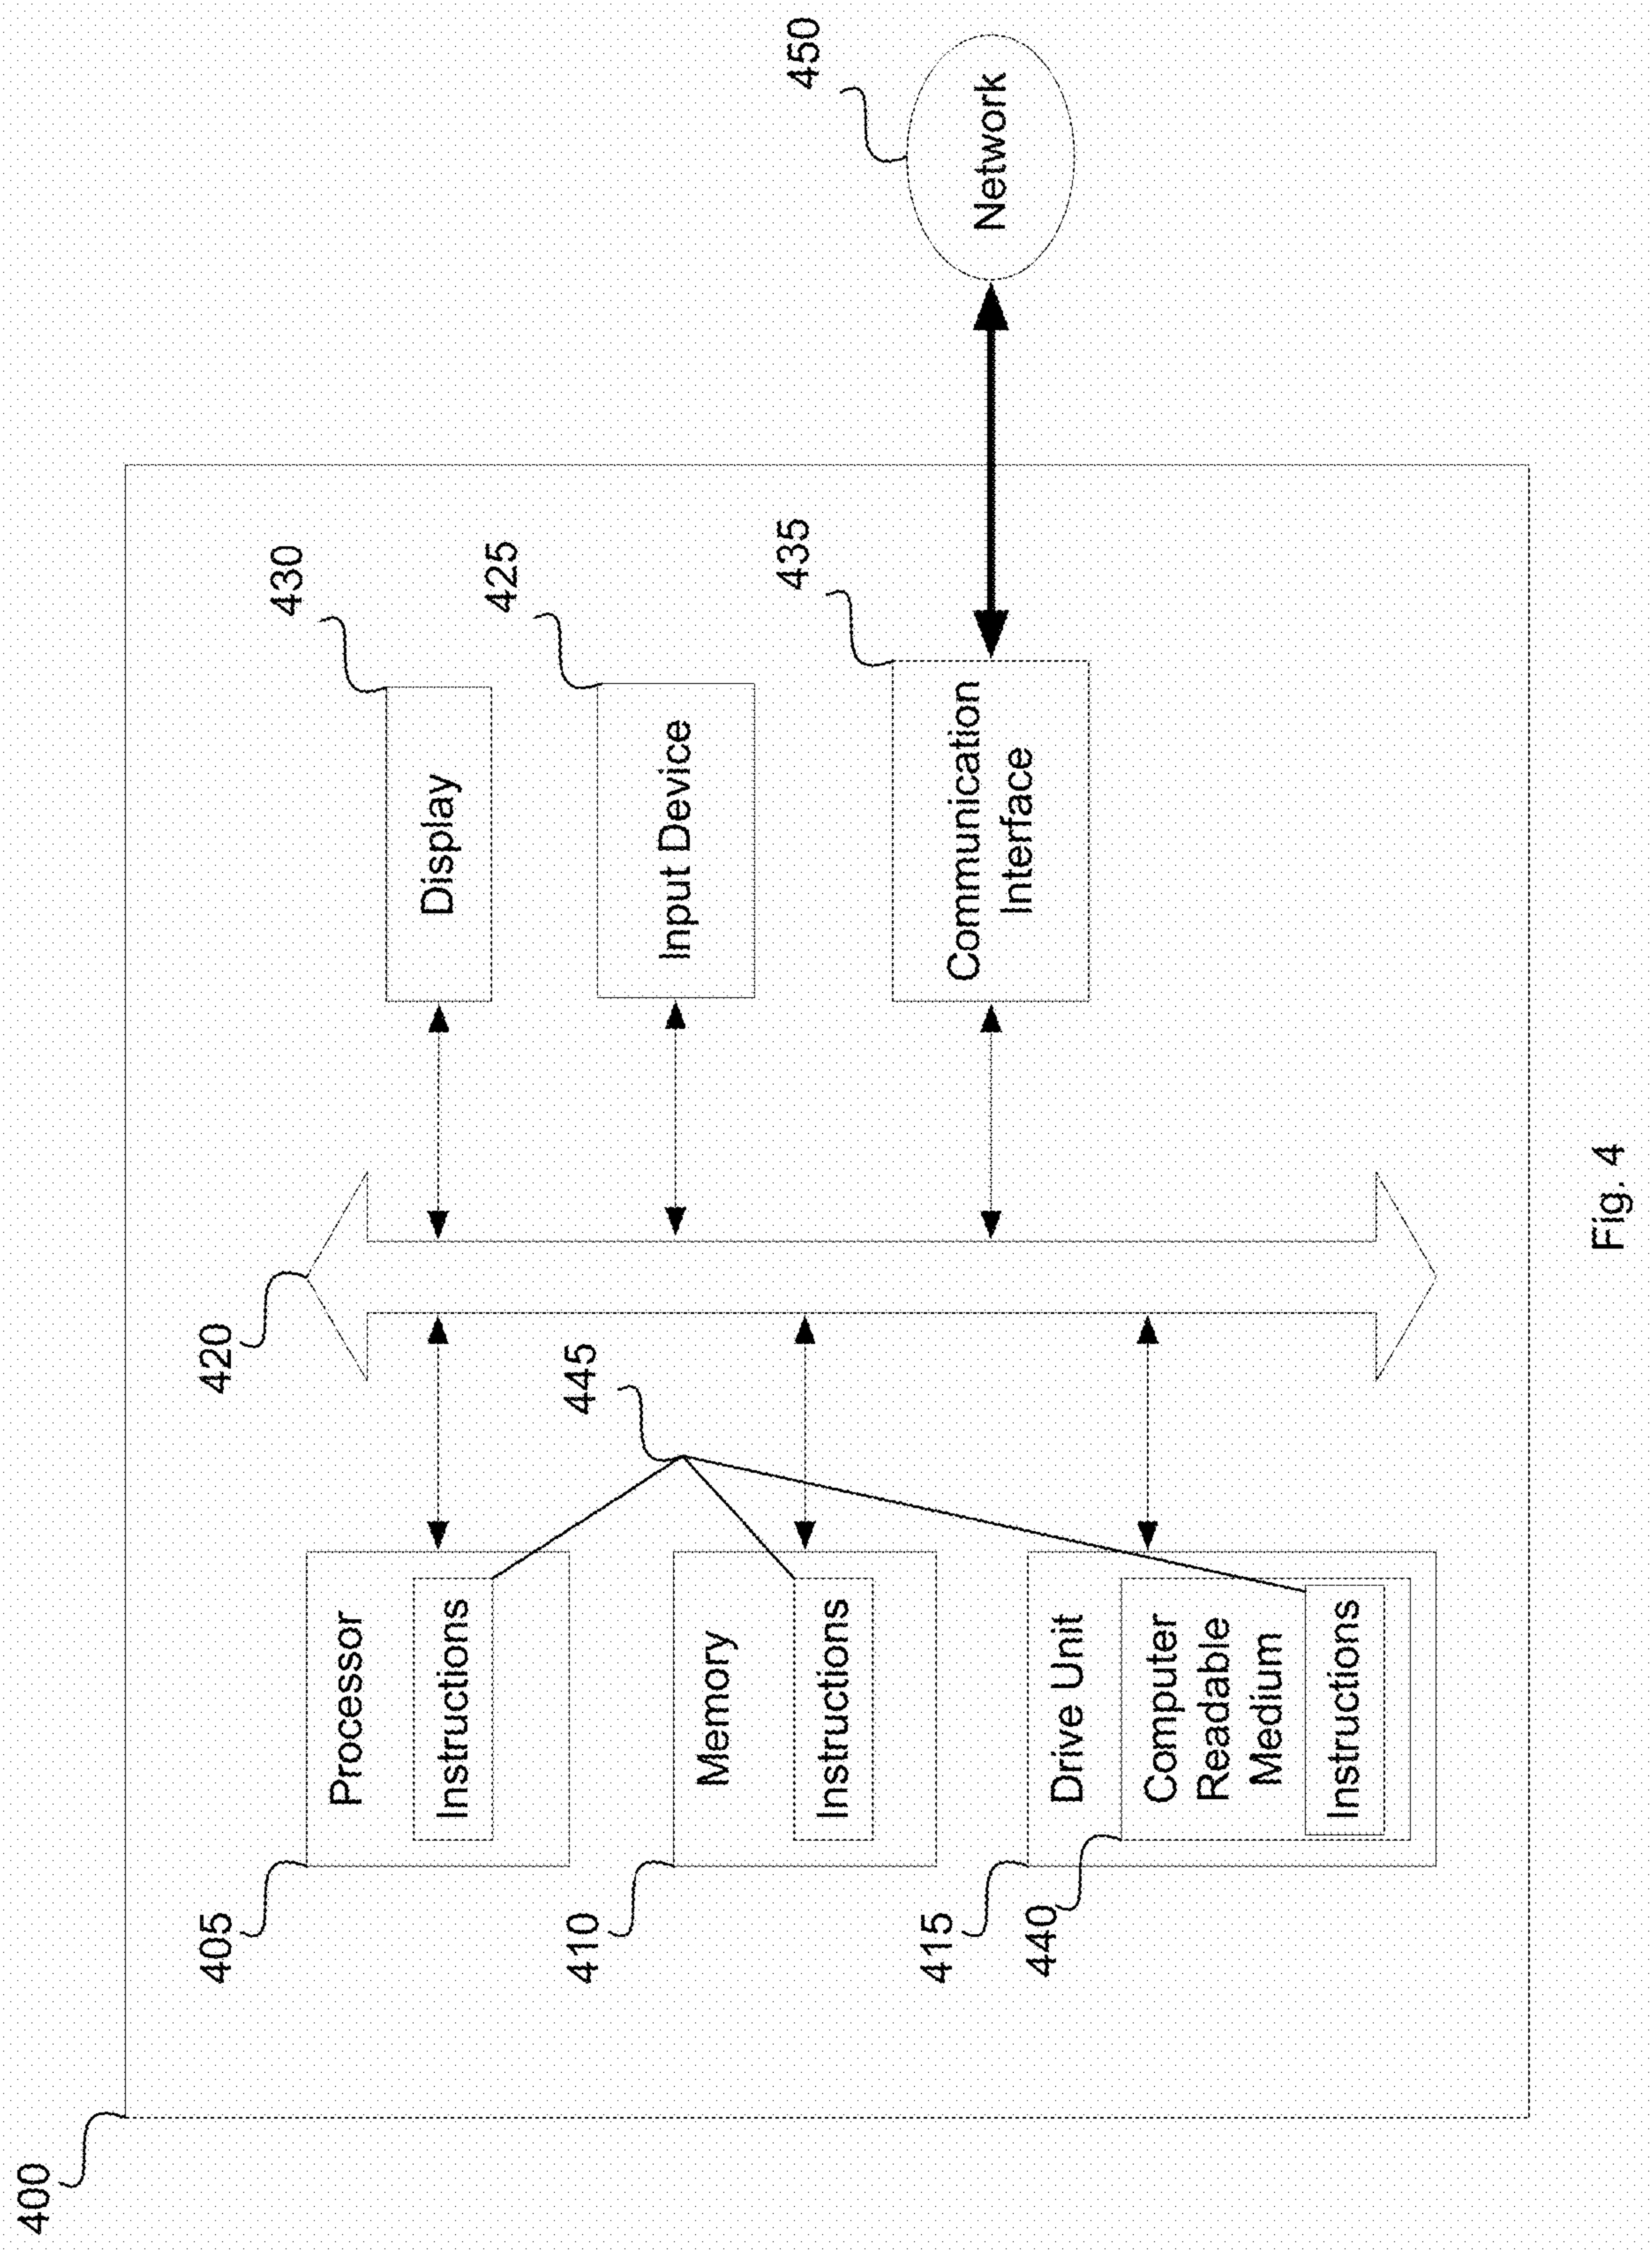 400
405
Processor
Instructions
410
Memory
Instructions
415
Drive Unit
440
Computer
Readable
Medium
Instructions
445
420
430
Display
425
Input Device
435
Communication
Interface
450
Network
Fig. 4